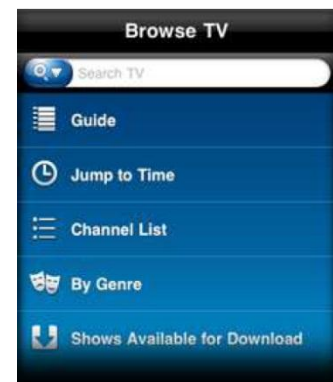 Browse TV
Search TV
Guide
Jump to Time
Channel List
By Genre
Shows Available for Download